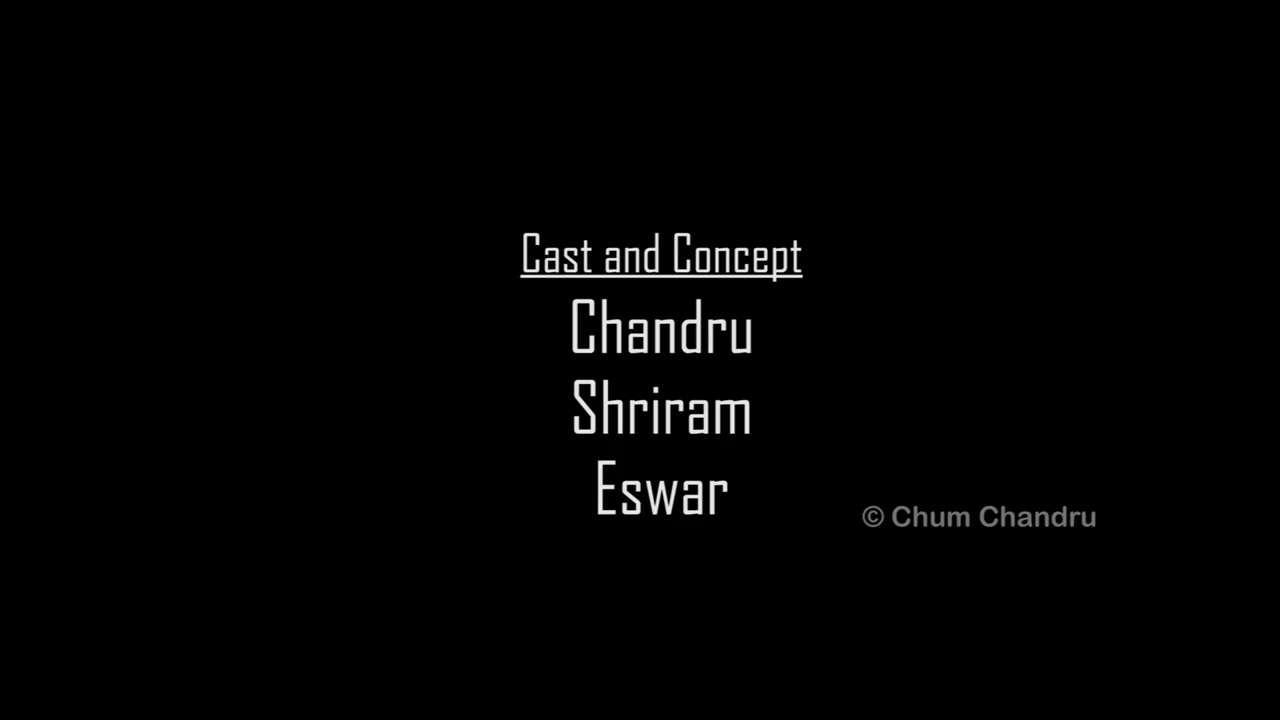 Cast and Concept
Chandru
Shriram
Eswar
© Chum Chandru